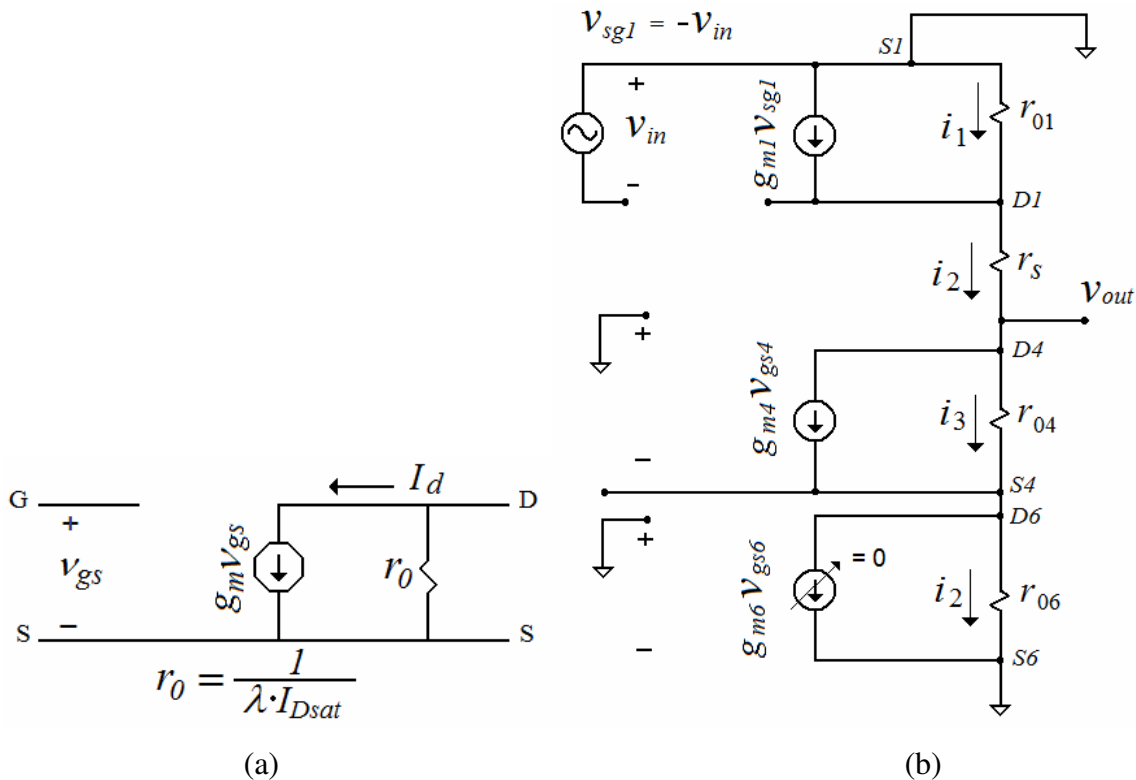 v_sg1 = -v_in
S1
+
v_in
-
g_m1 v_sg1
i_1
r_01
D1
i_2
r_s
v_out
+
D4
g_m4 v_gs4
i_3
r_04
-
S4
+
D6
g_m6 v_gs6
= 0
i_2
r_06
-
S6
I_d
G
D
+
v_gs
g_m v_gs
r_0
S
-
S
r_0 = 1 / λ·I_Dsat
(a)
(b)